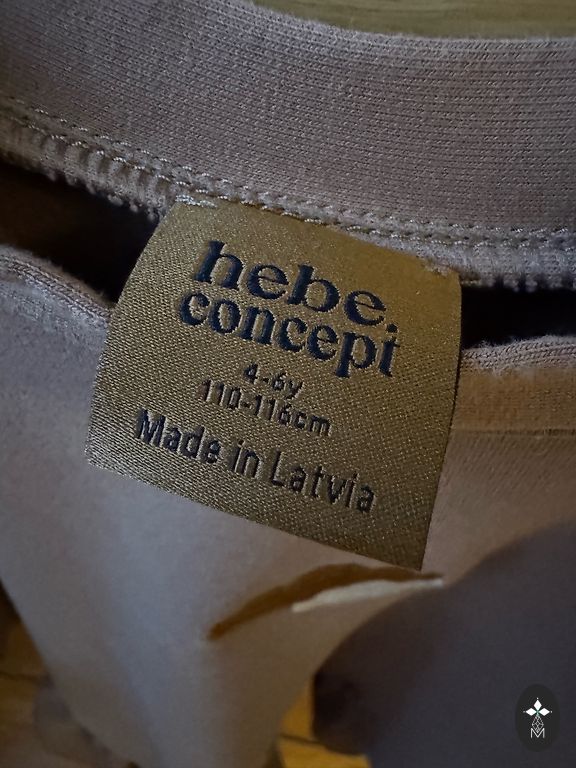 hebe.
concept
4-6y
110-116cm
Made in Latvia
M